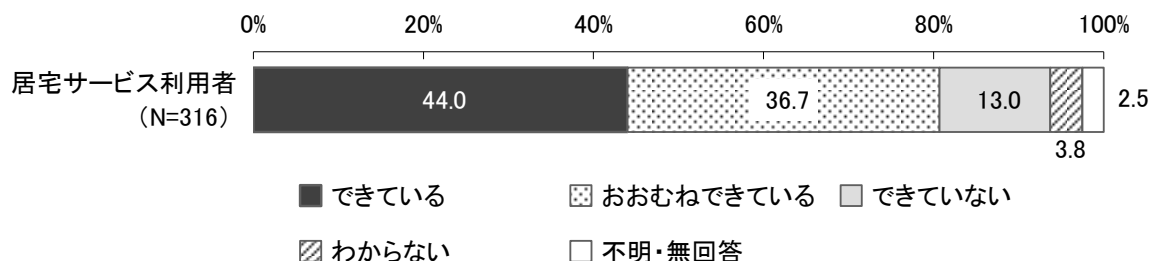 0% 20% 40% 60% 80% 100%
居宅サービス利用者
（N=316）
44.0 36.7 13.0 2.5
3.8
できている おおむねできている できていない
わからない 不明・無回答